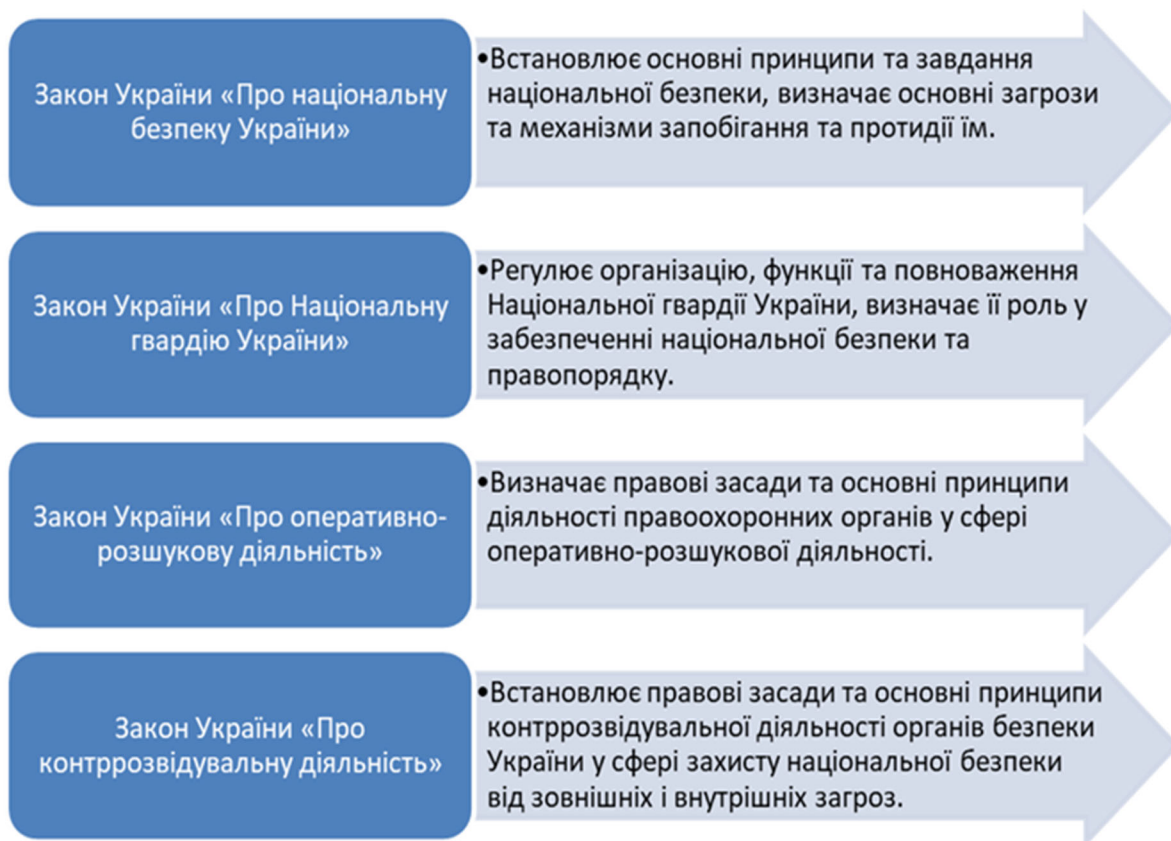 Закон України «Про національну
безпеку України»
•Встановлює основні принципи та завдання
національної безпеки, визначає основні загрози
та механізми запобігання та протидії їм.
Закон України «Про Національну
гвардію України»
•Регулює організацію, функції та повноваження
Національної гвардії України, визначає її роль у
забезпеченні національної безпеки та
правопорядку.
Закон України «Про оперативно-
розшукову діяльність»
•Визначає правові засади та основні принципи
діяльності правоохоронних органів у сфері
оперативно-розшукової діяльності.
Закон України «Про
контррозвідувальну діяльність»
•Встановлює правові засади та основні принципи
контррозвідувальної діяльності органів безпеки
України у сфері захисту національної безпеки
від зовнішніх і внутрішніх загроз.